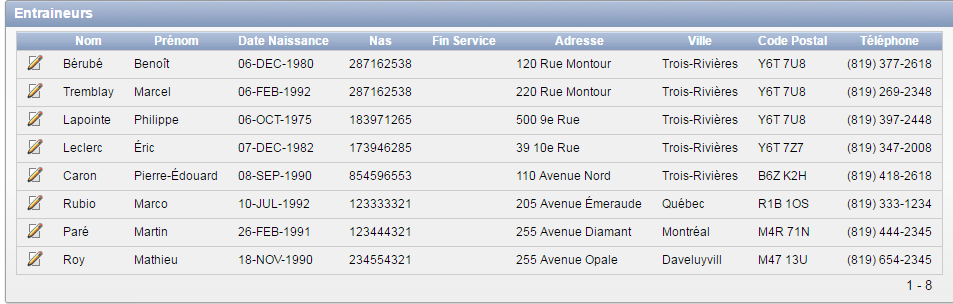 Entraineurs
Nom Prénom Date Naissance Nas Fin Service Adresse Ville Code Postal Téléphone
Bérubé Benoît 06-DEC-1980 287162538 120 Rue Montour Trois-Rivières Y6T 7U8 (819) 377-2618
Tremblay Marcel 06-FEB-1992 287162538 220 Rue Montour Trois-Rivières Y6T 7U8 (819) 269-2348
Lapointe Philippe 06-OCT-1975 183971265 500 9e Rue Trois-Rivières Y6T 7U8 (819) 397-2448
Leclerc Éric 07-DEC-1982 173946285 39 10e Rue Trois-Rivières Y6T 7Z7 (819) 347-2008
Caron Pierre-Édouard 08-SEP-1990 854596553 110 Avenue Nord Trois-Rivières B6Z K2H (819) 418-2618
Rubio Marco 10-JUL-1992 123333321 205 Avenue Émeraude Québec R1B 1OS (819) 333-1234
Paré Martin 26-FEB-1991 123444321 255 Avenue Diamant Montréal M4R 71N (819) 444-2345
Roy Mathieu 18-NOV-1990 234554321 255 Avenue Opale Daveluyvill M47 13U (819) 654-2345
1 - 8